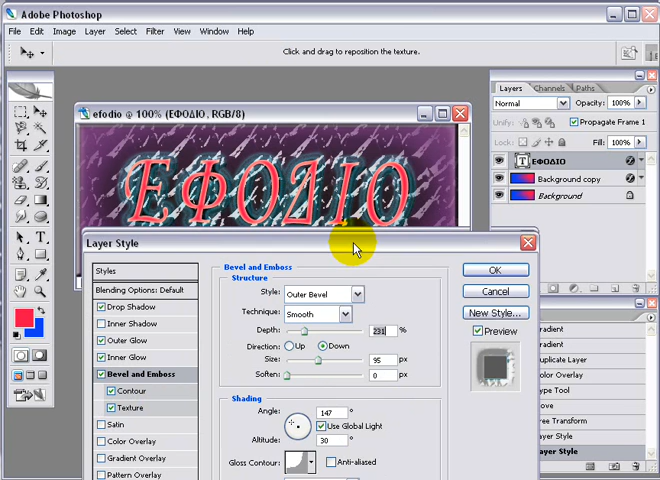 Adobe Photoshop
File Edit Image Layer Select Filter View Window Help
Click and drag to reposition the texture.
efodio @ 100% (ΕΦΟΔΙΟ, RGB/8)
ΕΦΟΔΙΟ
Layers Channels Paths
Normal Opacity: 100%
Unify: Propagate Frame 1
Lock: Fill: 100%
T ΕΦΟΔΙΟ
Background copy
Background
Layer Style
Styles
Blending Options: Default
Drop Shadow
Inner Shadow
Outer Glow
Inner Glow
Bevel and Emboss
Contour
Texture
Satin
Color Overlay
Gradient Overlay
Pattern Overlay
Bevel and Emboss
Structure
Style: Outer Bevel
Technique: Smooth
Depth: 231 %
Direction: Up Down
Size: 95 px
Soften: 0 px
Shading
Angle: 147 °
Use Global Light
Altitude: 30 °
Gloss Contour: Anti-aliased
OK
Cancel
New Style...
Preview
radient
radient
uplicate Layer
ype Tool
ove
ree Transform
ayer Style
ayer Style